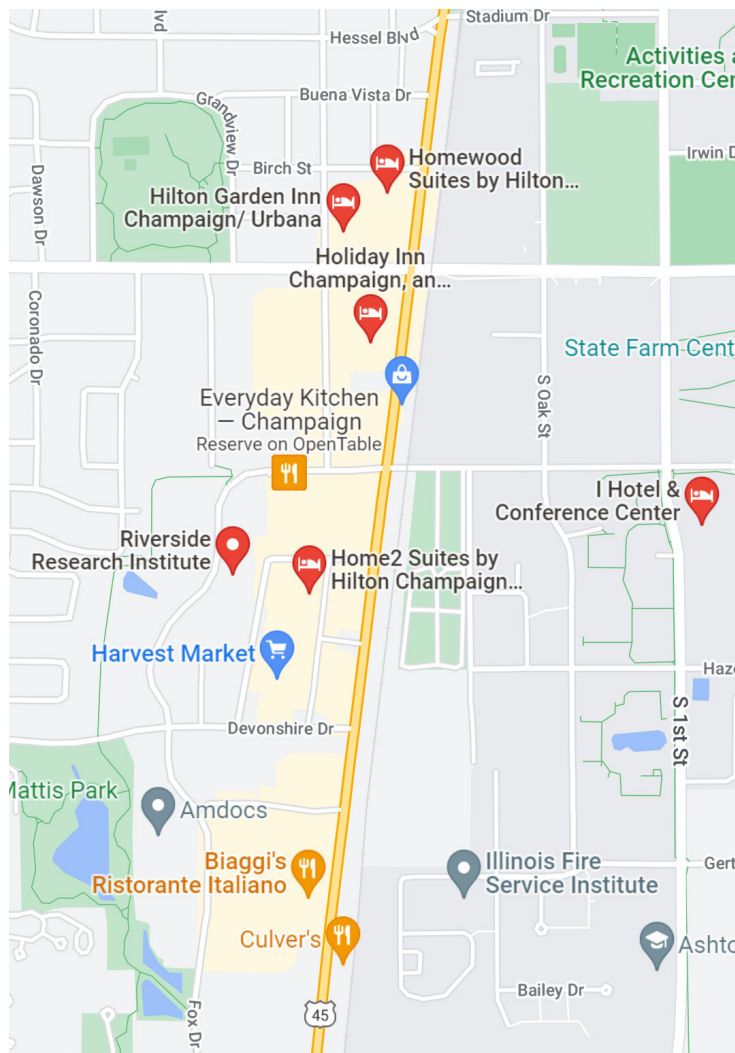 Stadium Dr
lvd
Hessel Blvd
Activities a
Recreation Cer
Buena Vista Dr
Grandview Dr
Irwin D
Birch St
Homewood
Suites by Hilton...
Dawson Dr
Hilton Garden Inn
Champaign/ Urbana
Holiday Inn
Champaign, an...
Coronado Dr
State Farm Cent
S Oak St
Everyday Kitchen
— Champaign
Reserve on OpenTable
I Hotel &
Conference Center
Riverside
Research Institute
Home2 Suites by
Hilton Champaign...
Harvest Market
Haze
S 1st St
Devonshire Dr
Mattis Park
Amdocs
Biaggi's
Ristorante Italiano
Illinois Fire
Service Institute
Gert
Culver's
Ashto
Bailey Dr
Fox Dr
45